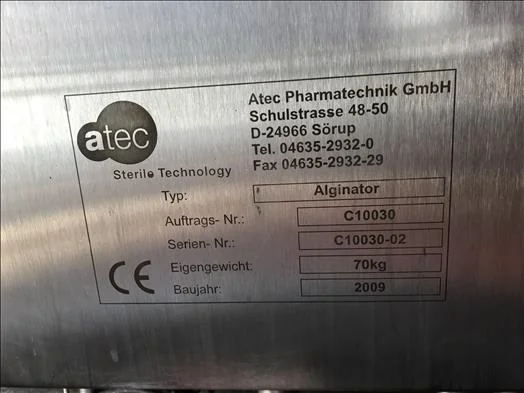 atec
Sterile Technology
Atec Pharmatechnik GmbH
Schulstrasse 48-50
D-24966 Sörup
Tel. 04635-2932-0
Fax 04635-2932-29
Typ: Alginator
Auftrags- Nr.: C10030
Serien- Nr.: C10030-02
Eigengewicht: 70kg
Baujahr: 2009
CE